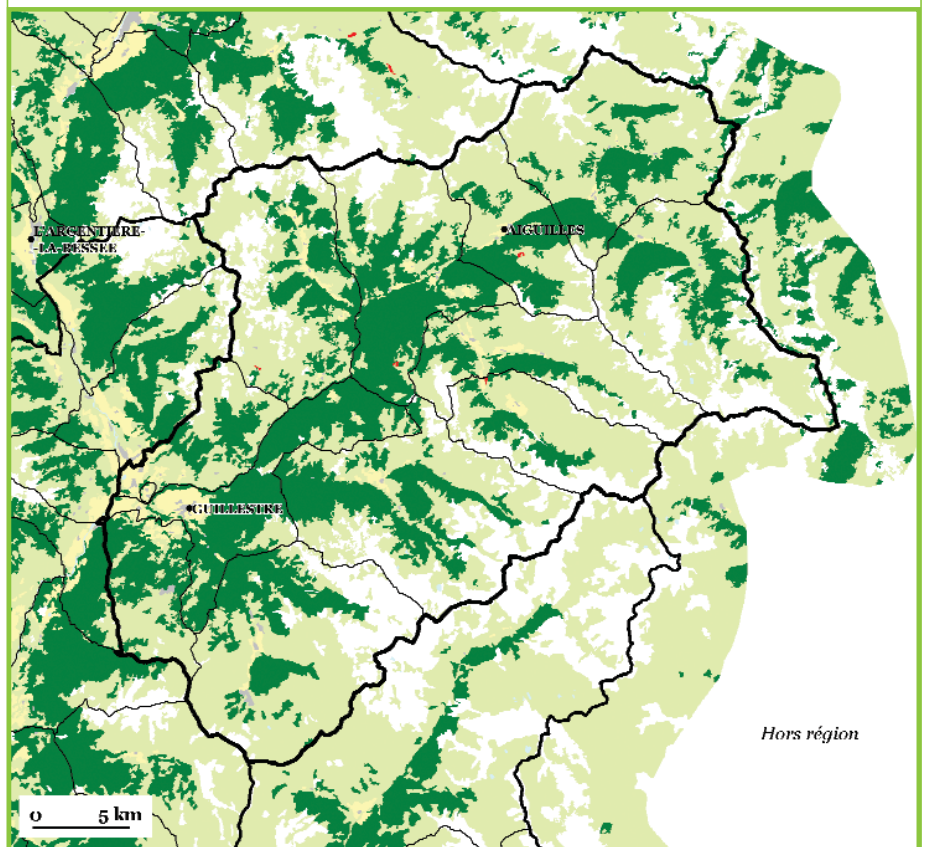 L'ARGENTIÈRE-
-LA-BESSÉE
AIGUILLES
GUILLESTRE
Hors région
0 5 km